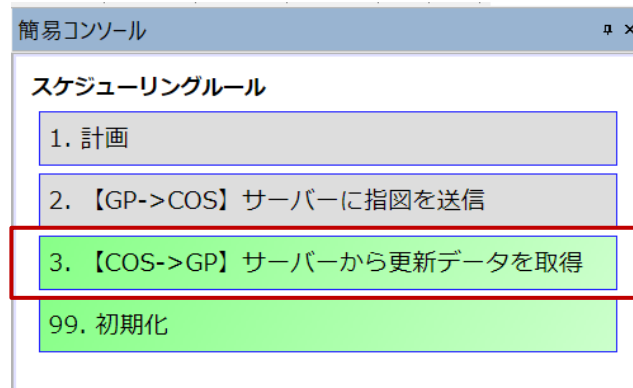 簡易コンソール
スケジューリングルール
1. 計画
2. 【GP->COS】サーバーに指図を送信
3. 【COS->GP】サーバーから更新データを取得
99. 初期化